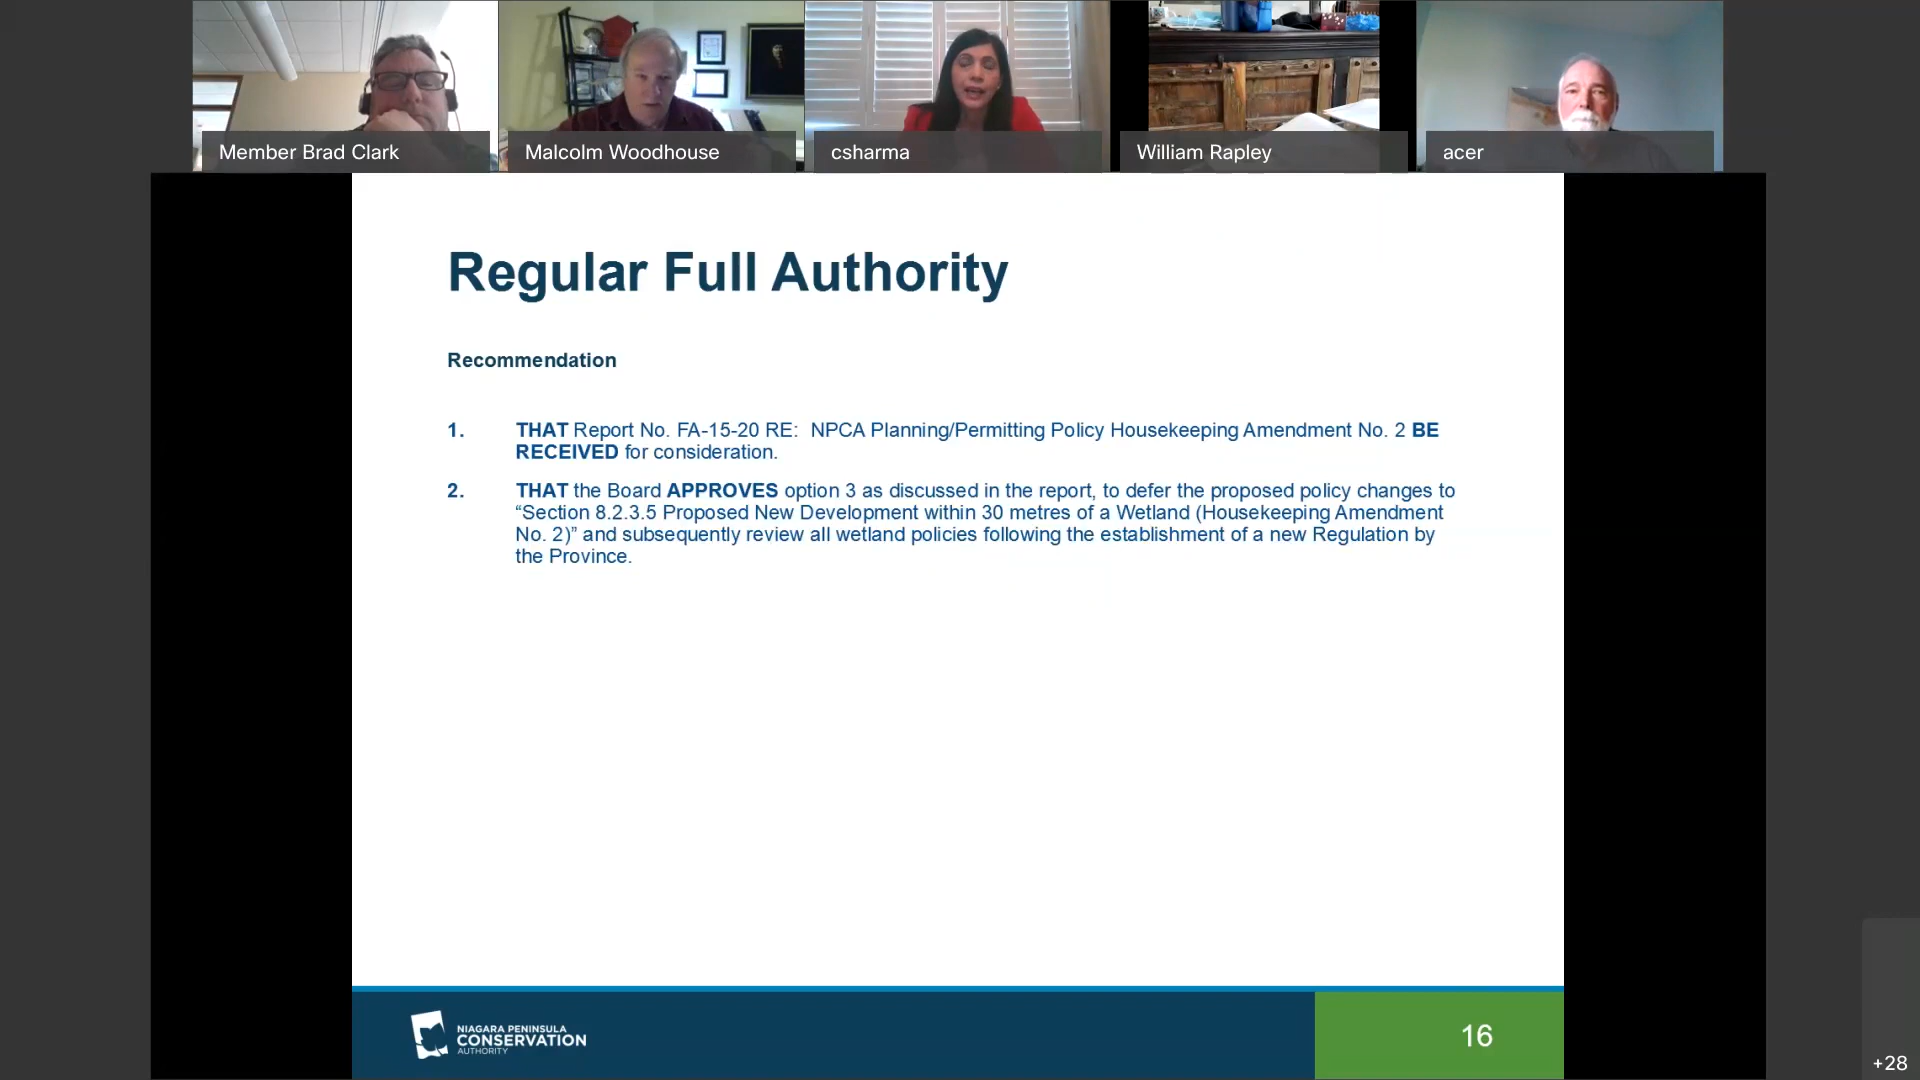 Member Brad Clark
Malcolm Woodhouse
csharma
William Rapley
acer
Regular Full Authority
Recommendation
1. THAT Report No. FA-15-20 RE: NPCA Planning/Permitting Policy Housekeeping Amendment No. 2 BE
RECEIVED for consideration.
2. THAT the Board APPROVES option 3 as discussed in the report, to defer the proposed policy changes to
“Section 8.2.3.5 Proposed New Development within 30 metres of a Wetland (Housekeeping Amendment
No. 2)” and subsequently review all wetland policies following the establishment of a new Regulation by
the Province.
NIAGARA PENINSULA
CONSERVATION
AUTHORITY
16
+28